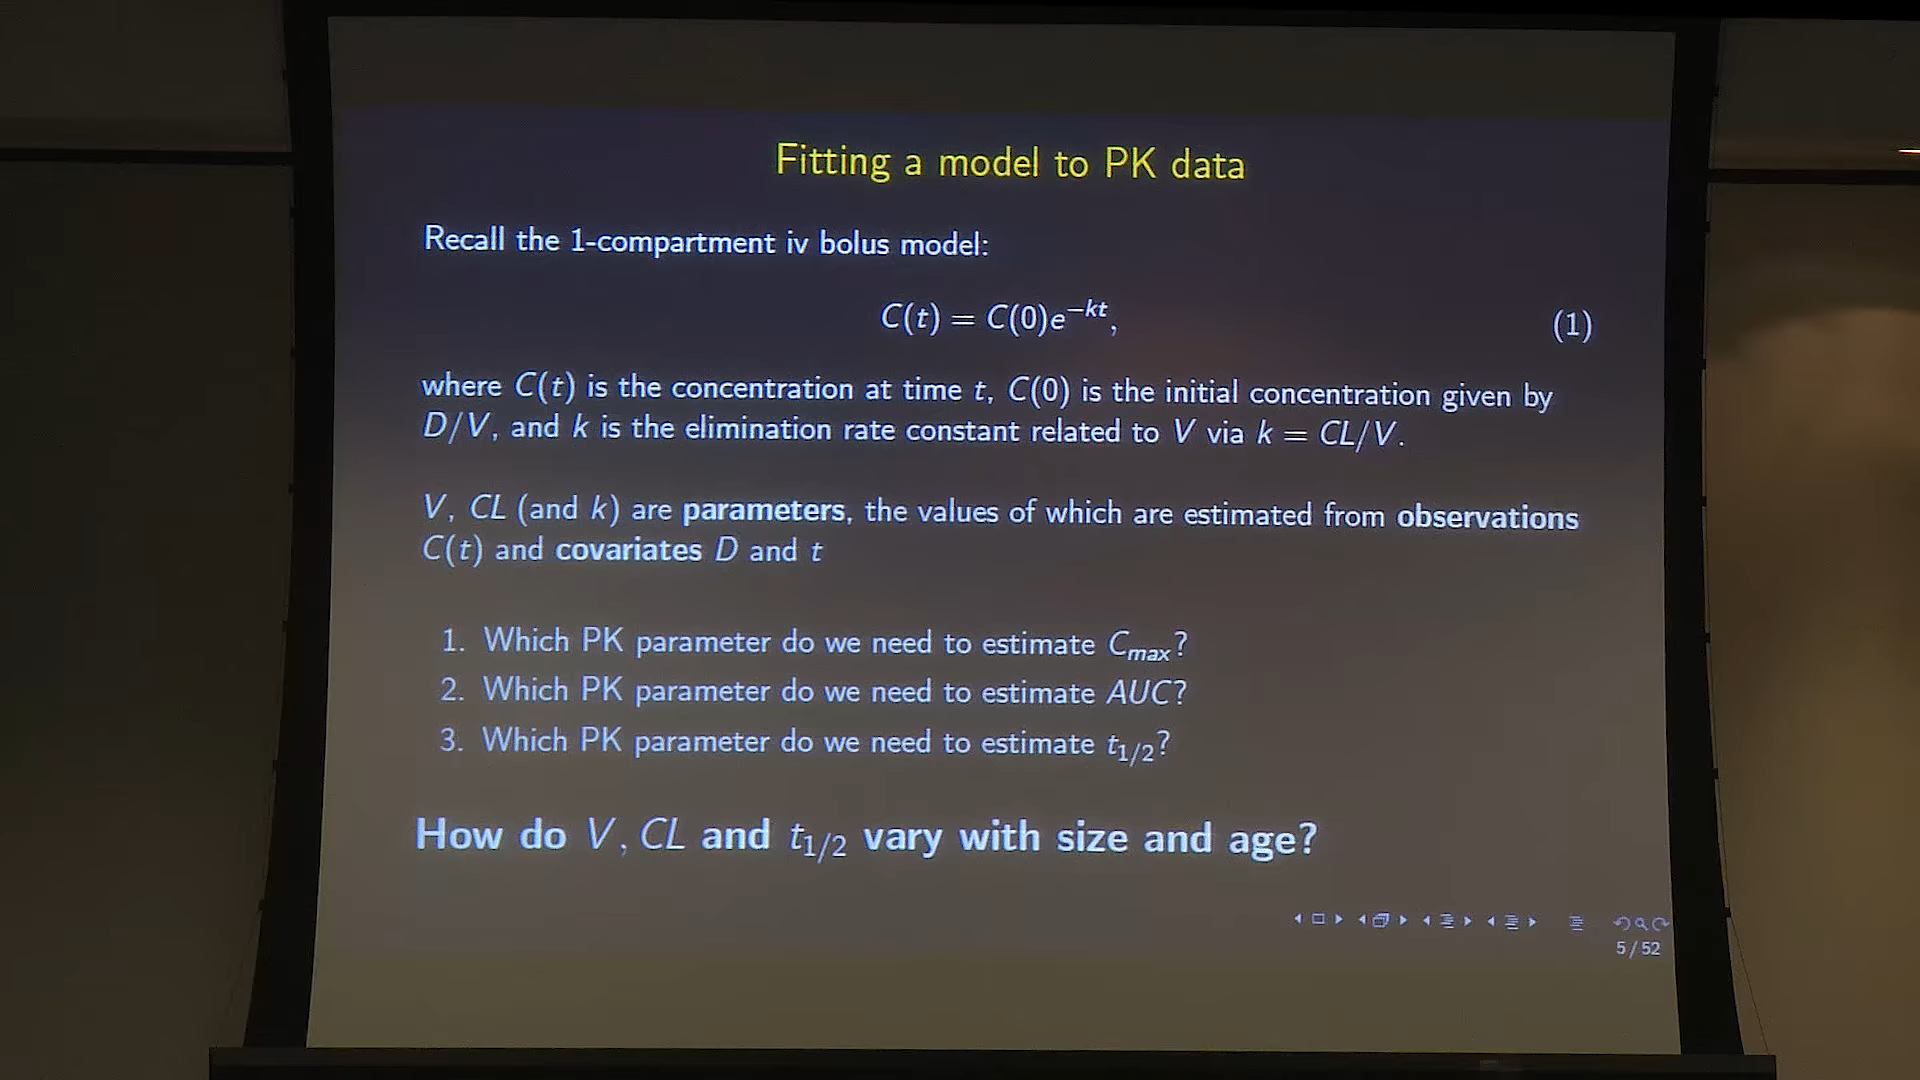 Fitting a model to PK data
Recall the 1-compartment iv bolus model:
C(t) = C(0)e^{-kt}, (1)
where C(t) is the concentration at time t, C(0) is the initial concentration given by
D/V, and k is the elimination rate constant related to V via k = CL/V.
V, CL (and k) are parameters, the values of which are estimated from observations
C(t) and covariates D and t
1. Which PK parameter do we need to estimate C_{max}?
2. Which PK parameter do we need to estimate AUC?
3. Which PK parameter do we need to estimate t_{1/2}?
How do V, CL and t_{1/2} vary with size and age?
5/52